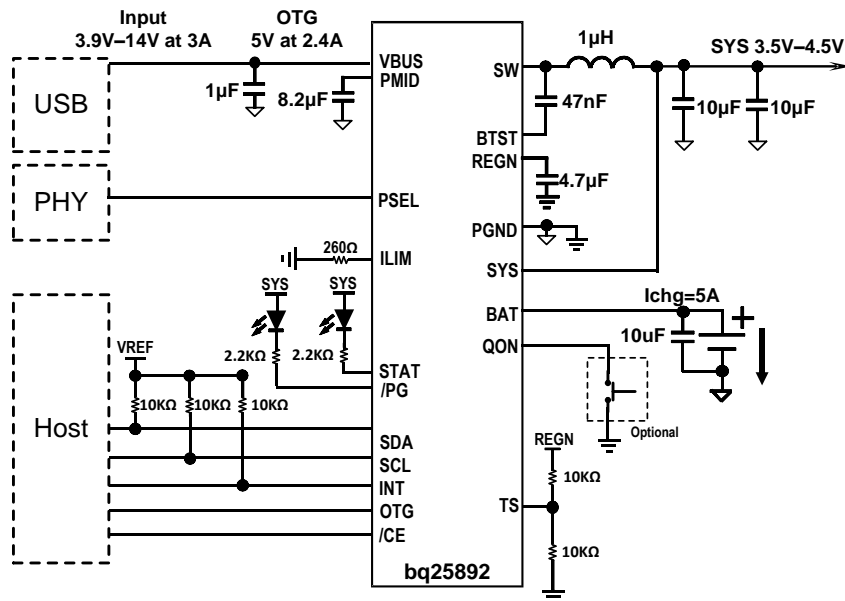 Input
3.9V–14V at 3A
OTG
5V at 2.4A
USB
1µF
8.2µF
VBUS
PMID
SW
1µH
SYS 3.5V–4.5V
47nF
10µF
10µF
BTST
REGN
4.7µF
PHY
PSEL
PGND
260Ω
ILIM
SYS
SYS
SYS
BAT
Ichg=5A
10uF
+
QON
2.2KΩ
2.2KΩ
STAT
/PG
VREF
10KΩ
10KΩ
10KΩ
Host
Optional
SDA
SCL
INT
OTG
/CE
REGN
10KΩ
TS
10KΩ
bq25892